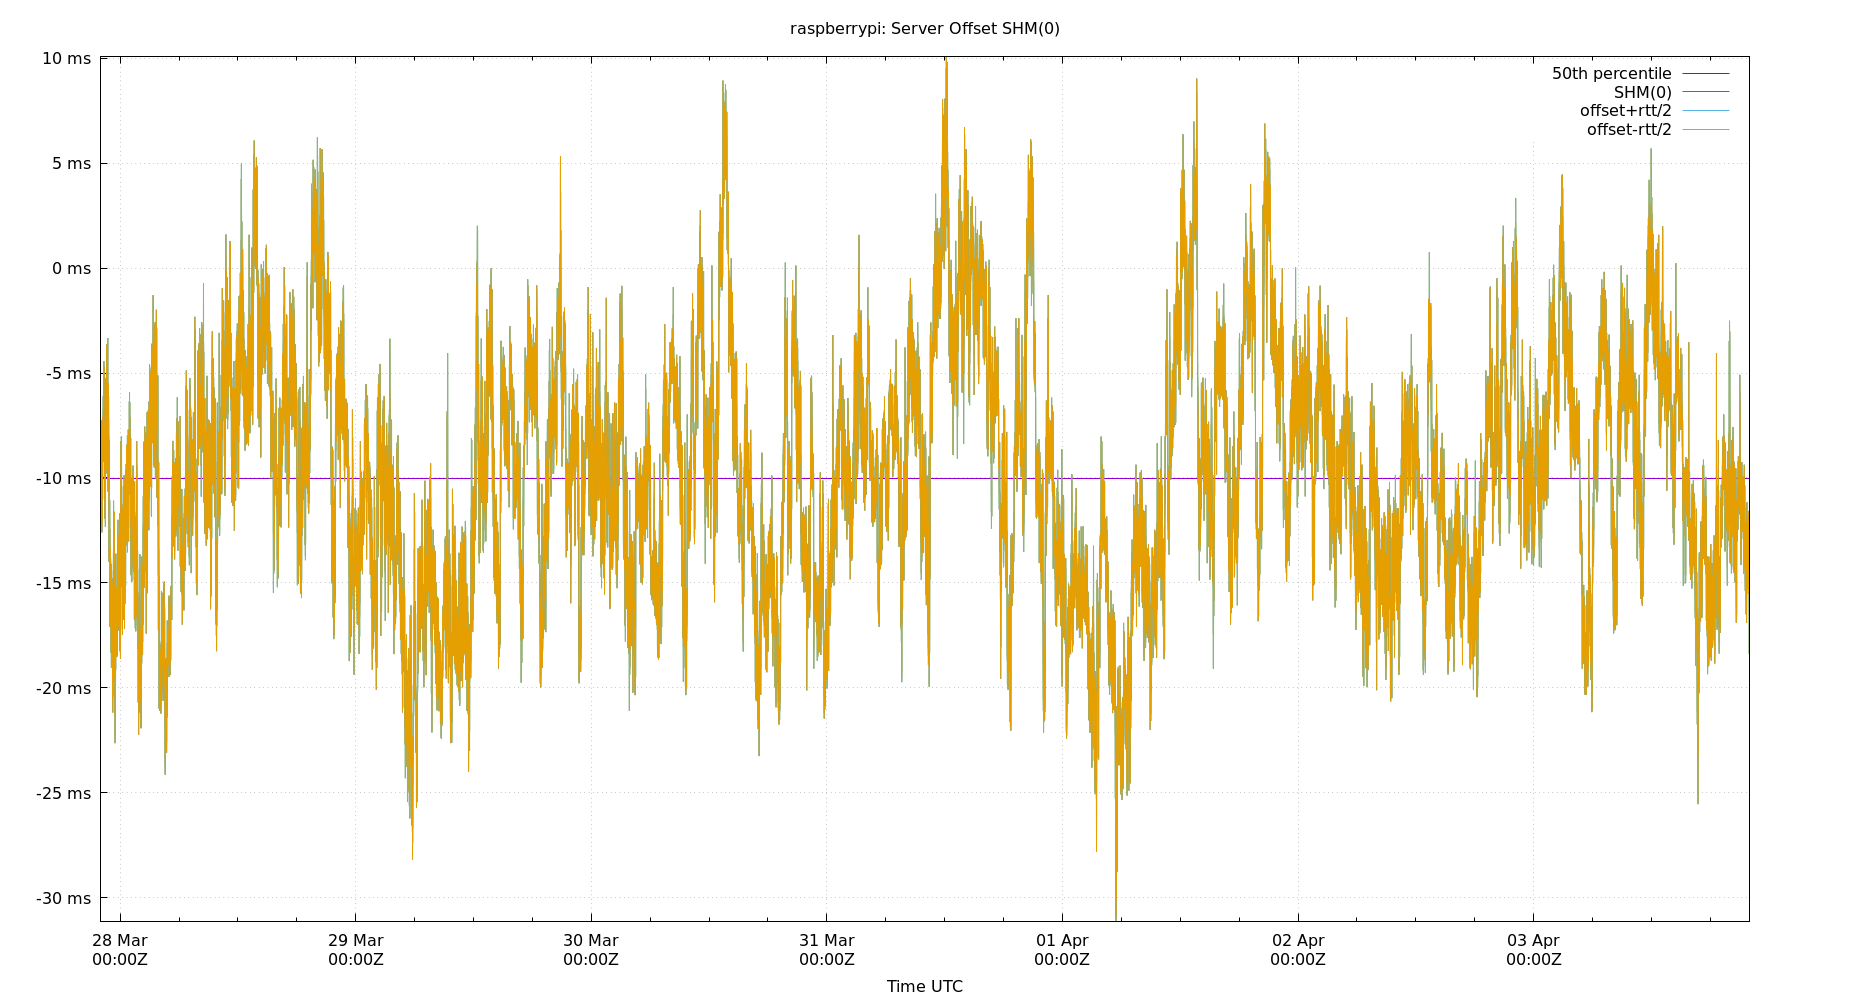 raspberrypi: Server Offset SHM(0)
10 ms
5 ms
0 ms
-5 ms
-10 ms
-15 ms
-20 ms
-25 ms
-30 ms
50th percentile
SHM(0)
offset+rtt/2
offset-rtt/2
28 Mar
00:00Z
29 Mar
00:00Z
30 Mar
00:00Z
31 Mar
00:00Z
01 Apr
00:00Z
02 Apr
00:00Z
03 Apr
00:00Z
Time UTC